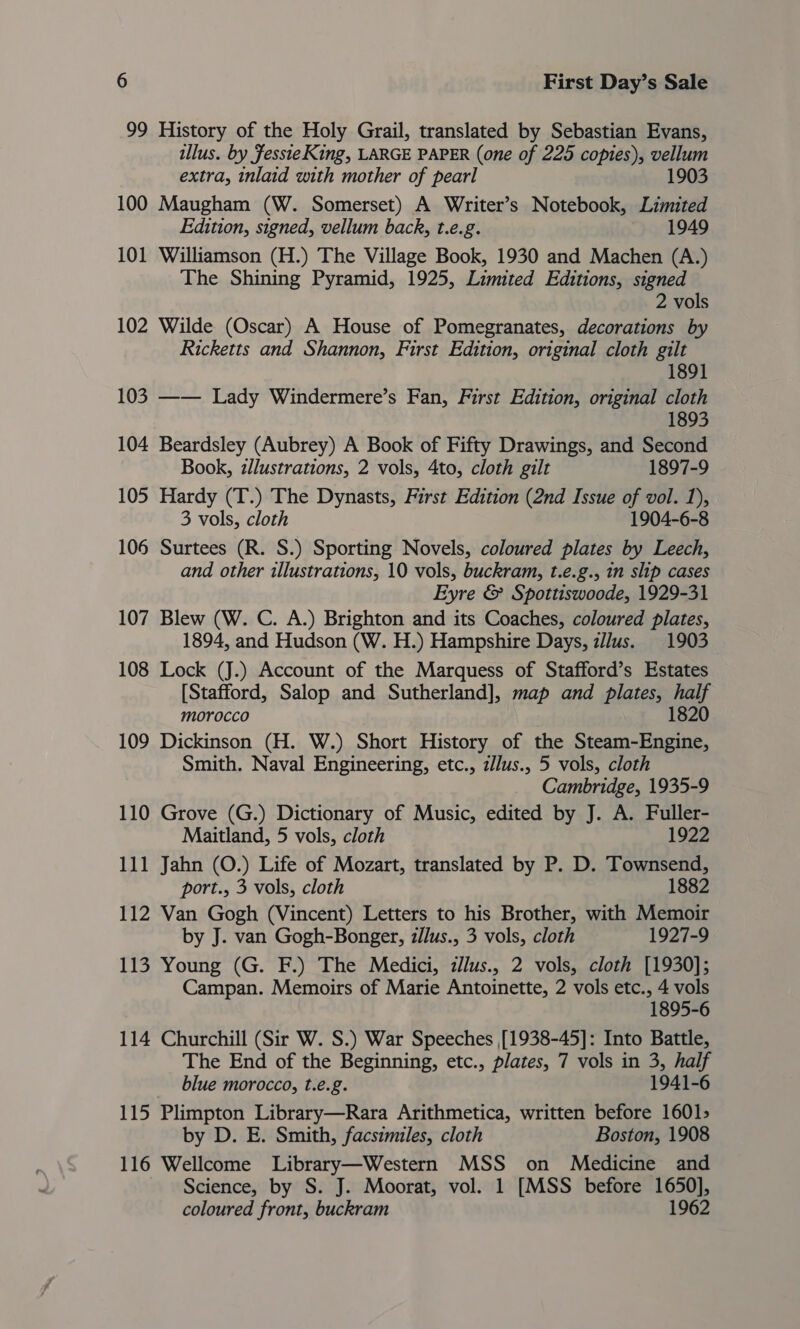 6 First Day's Sale
99 History of the Holy Grail, translated by Sebastian Evans,
illus. by JessieKing, LARGE PAPER (one of 225 copies), vellum
extra, inlaid with mother of pearl 1903
100 Maugham (W. Somerset) A Writer's Notebook, Limited
Edition, signed, vellum back, t.e.g. 1949
101 Williamson (H.) The Village Book, 1930 and Machen (A.)
The Shining Pyramid, 1925, Limited Editions, signed
2 vols
102 Wilde (Oscar) A House of Pomegranates, decorations by
Ricketts and Shannon, First Edition, original cloth gilt
1891
103 —— Lady Windermere's Fan, First Edition, original cloth
1893
104 Beardsley (Aubrey) A Book of Fifty Drawings, and Second
Book, illustrations, 2 vols, 4to, cloth gilt 1897-9
105 Hardy (T.) The Dynasts, First Edition (2nd Issue of vol. 1),
3 vols, cloth 1904-6-8
106 Surtees (R. S.) Sporting Novels, coloured plates by Leech,
and other illustrations, 10 vols, buckram, t.e.g., in slip cases
Eyre & Spottiswoode, 1929-31
107 Blew (W. C. A.) Brighton and its Coaches, coloured plates,
1894, and Hudson (W. H.) Hampshire Days, illus. 1903
108 Lock (J.) Account of the Marquess of Stafford's Estates
[Stafford, Salop and Sutherland], map and plates, half
morocco 1820
109 Dickinson (H. W.) Short History of the Steam-Engine,
Smith. Naval Engineering, etc., illus., 5 vols, cloth
Cambridge, 1935-9
110 Grove (G.) Dictionary of Music, edited by J. A. Fuller-
Maitland, 5 vols, cloth 1922
111 Jahn (O.) Life of Mozart, translated by P. D. Townsend,
port., 3 vols, cloth 1882
112 Van Gogh (Vincent) Letters to his Brother, with Memoir
by J. van Gogh-Bonger, illus., 3 vols, cloth 1927-9
113 Young (G. F.) The Medici, illus., 2 vols, cloth [1930];
Campan. Memoirs of Marie Antoinette, 2 vols etc., 4 vols
1895-6
114 Churchill (Sir W. S.) War Speeches [1938-45]: Into Battle,
The End of the Beginning, etc., plates, 7 vols in 3, half
blue morocco, t.e.g. 1941-6
115 Plimpton Library—Rara Arithmetica, written before 1601,
by D. E. Smith, facsimiles, cloth Boston, 1908
116 Wellcome Library—Western MSS on Medicine and
Science, by S. J. Moorat, vol. 1 [MSS before 1650],
coloured front, buckram 1962